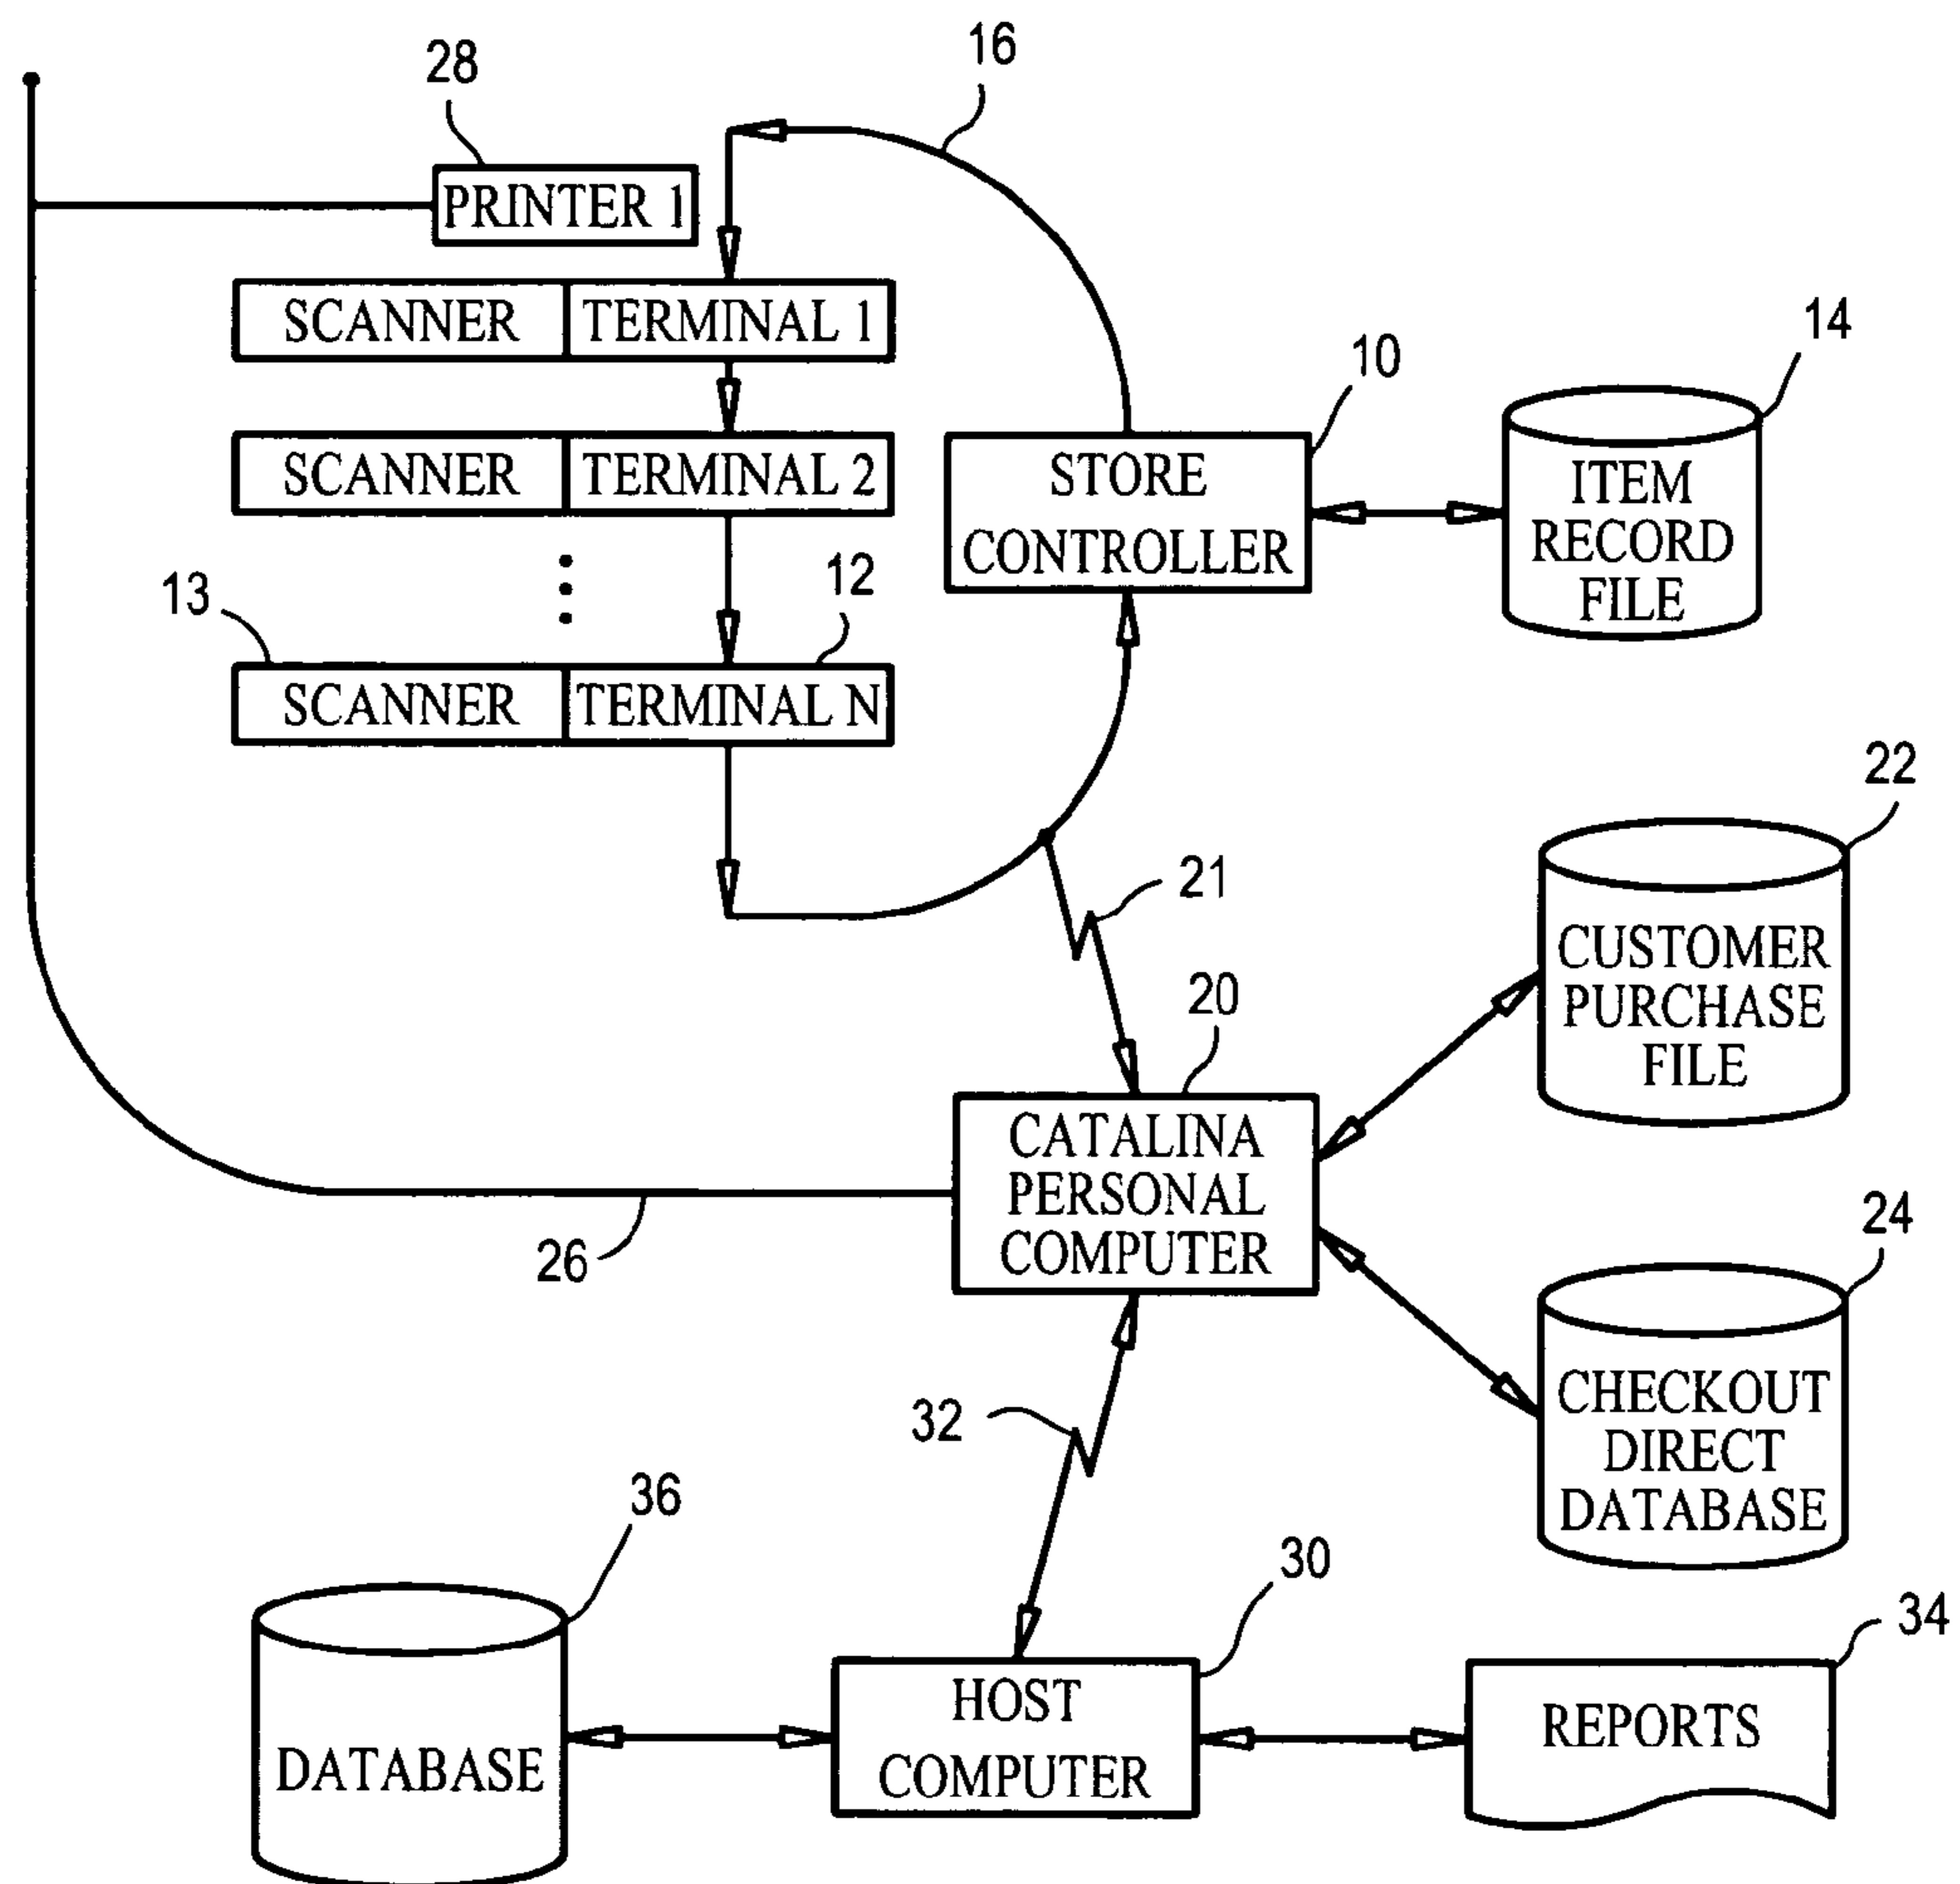 28
16
PRINTER 1
SCANNER TERMINAL 1
14
10
SCANNER TERMINAL 2
STORE
CONTROLLER
ITEM
RECORD
FILE
13
12
SCANNER TERMINAL N
22
21
CUSTOMER
PURCHASE
FILE
20
CATALINA
PERSONAL
COMPUTER
26
24
CHECKOUT
DIRECT
DATABASE
32
36
30
34
DATABASE
HOST
COMPUTER
REPORTS